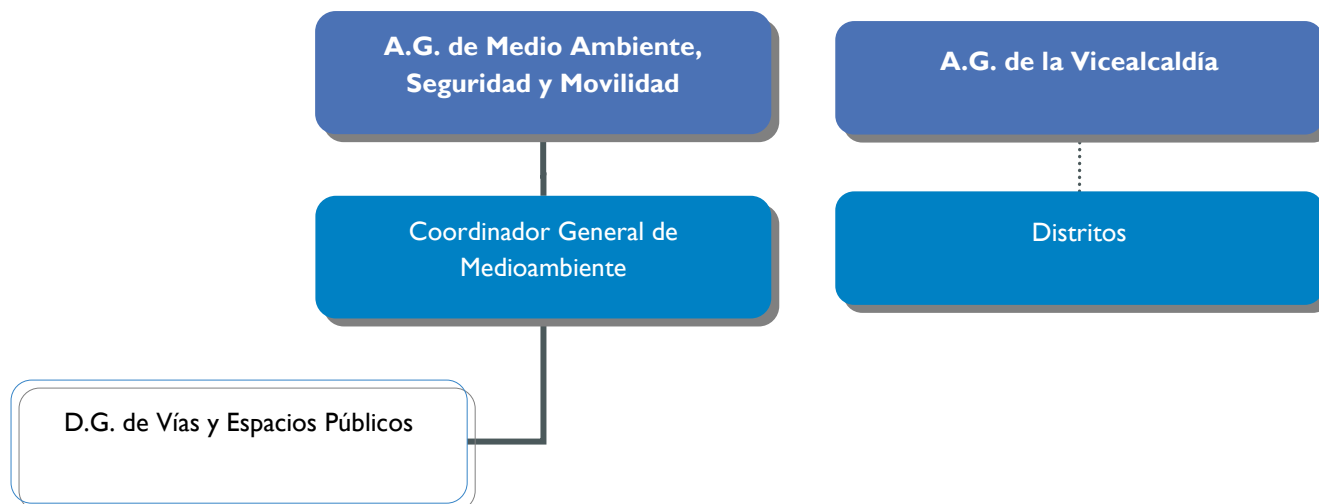 A.G. de Medio Ambiente,
Seguridad y Movilidad
A.G. de la Vicealcaldía
Coordinador General de
Medioambiente
Distritos
D.G. de Vías y Espacios Públicos